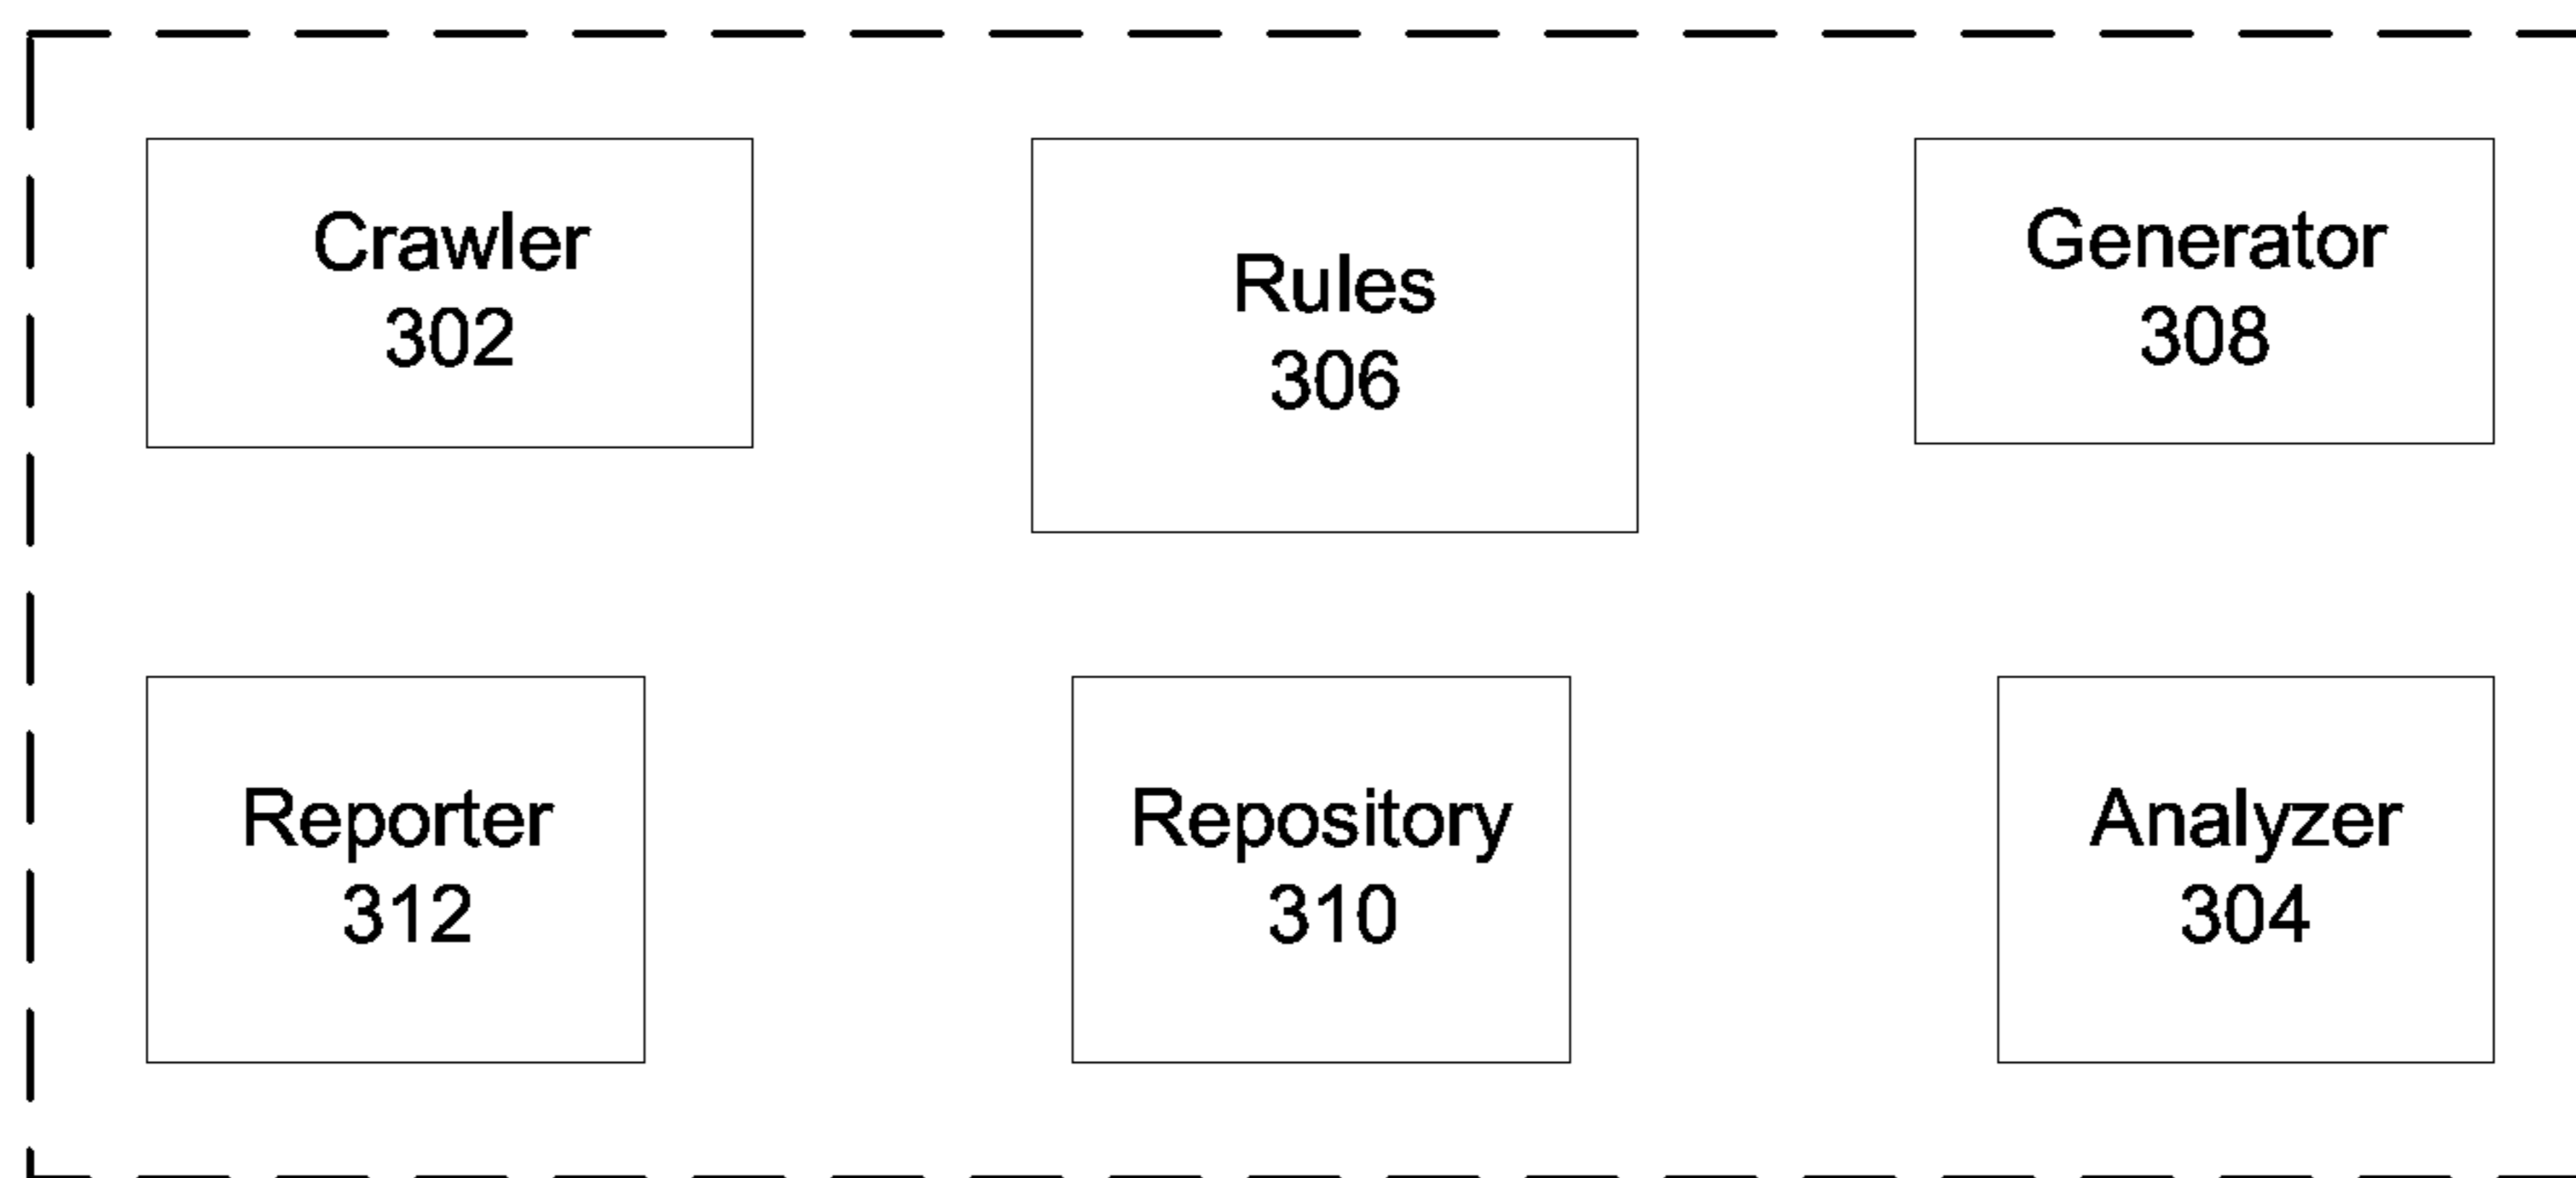 Crawler
302
Rules
306
Generator
308
Reporter
312
Repository
310
Analyzer
304